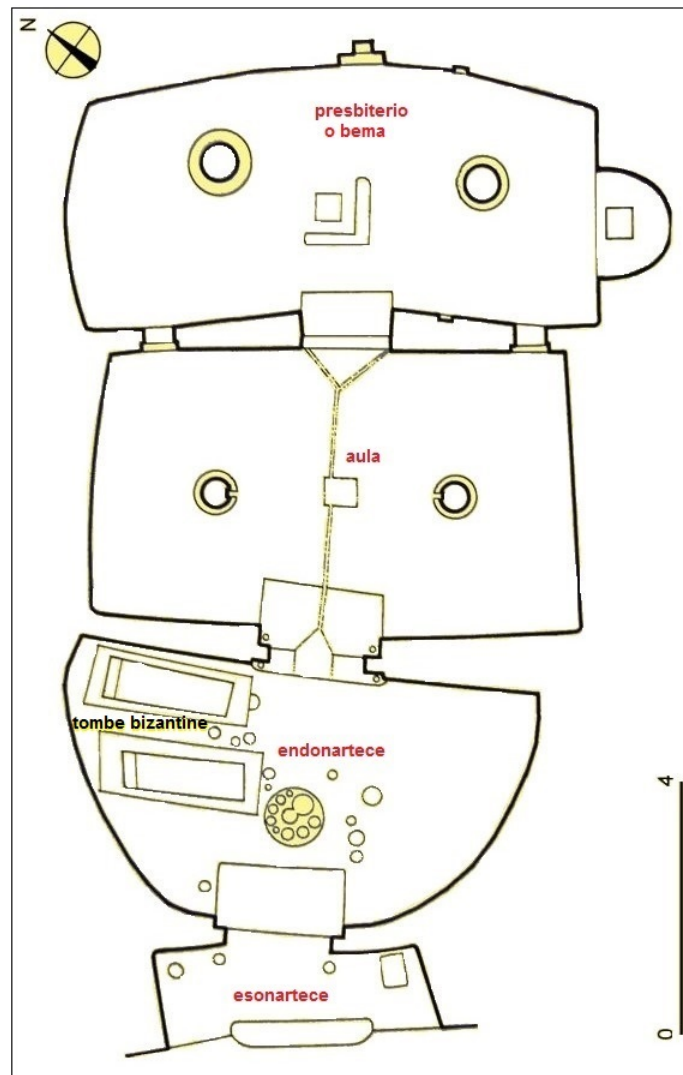 N
presbiterio
o bema
aula
tombe bizantine
endonartece
esonartece
4
0